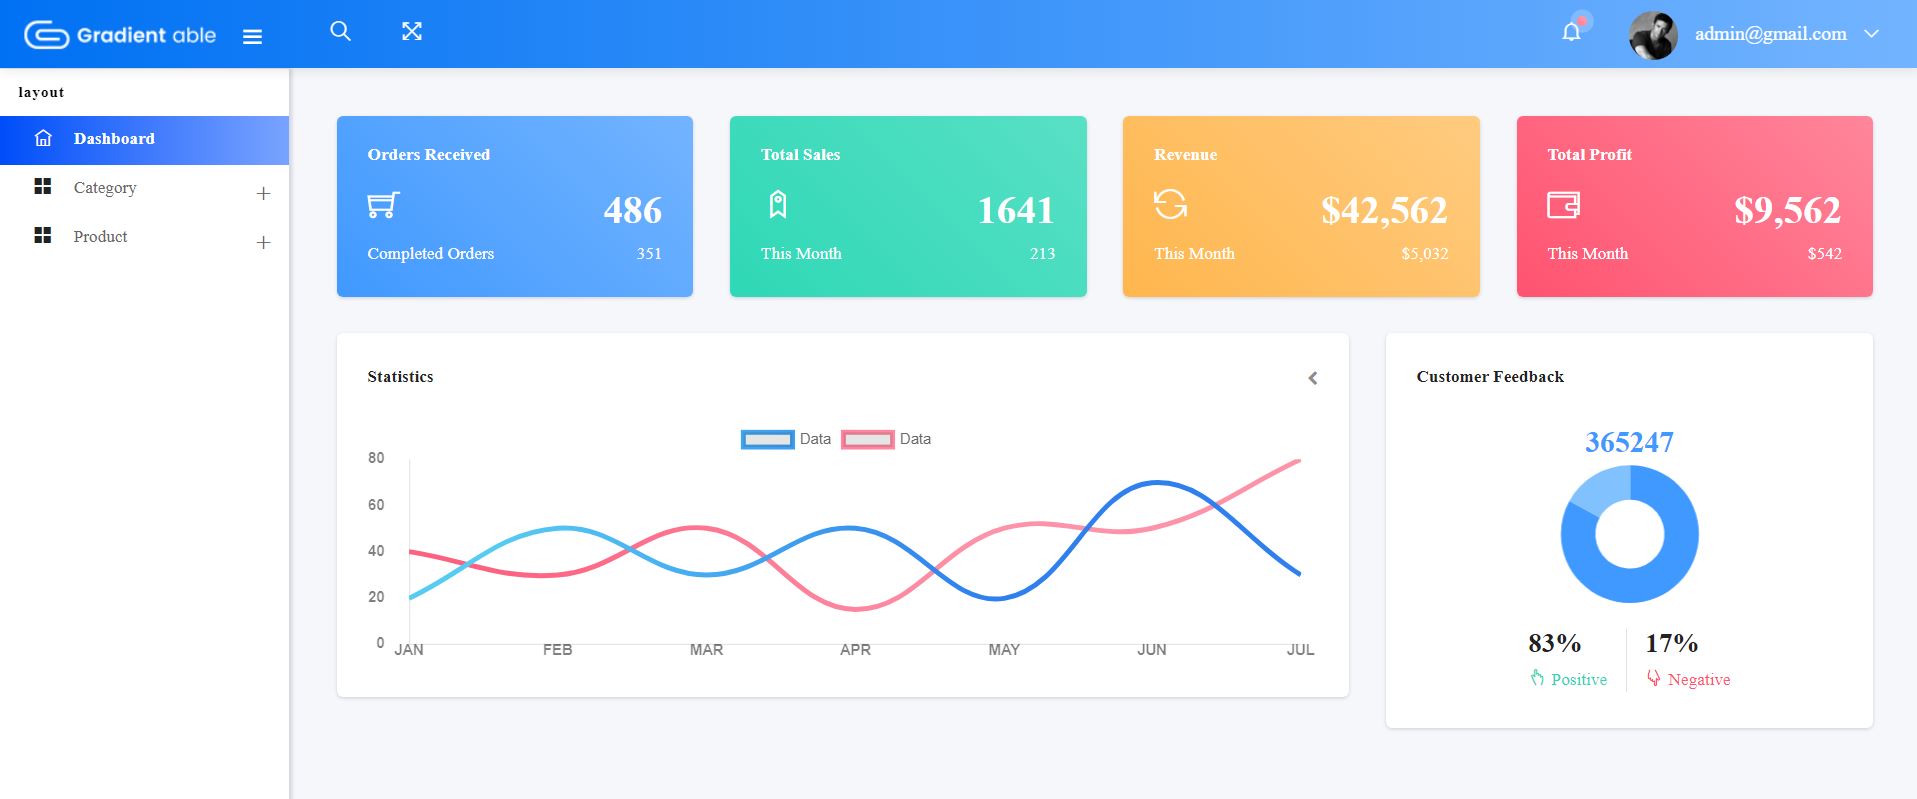 Gradient able
admin@gmail.com
layout
Dashboard
Category
Product
Orders Received
486
Completed Orders 351
Total Sales
1641
This Month 213
Revenue
$42,562
This Month $5,032
Total Profit
$9,562
This Month $542
Statistics
Data Data
80
60
40
20
0
JAN FEB MAR APR MAY JUN JUL
Customer Feedback
365247
83% 17%
Positive Negative